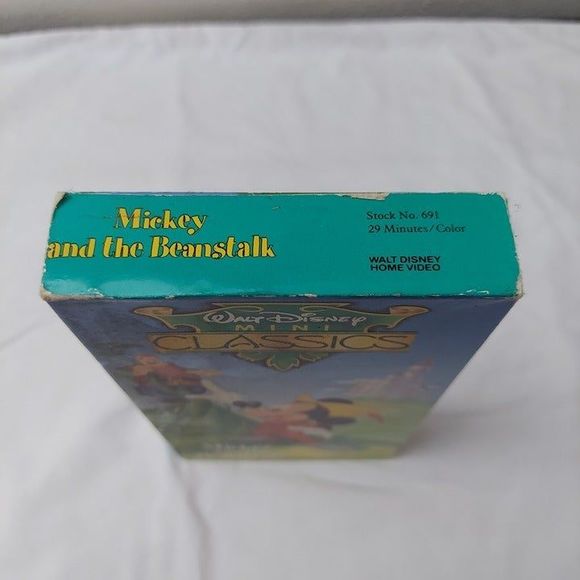 Mickey
and the Beanstalk
Stock No. 691
29 Minutes/Color
WALT DISNEY
HOME VIDEO
WALT DISNEY
MINI
CLASSICS